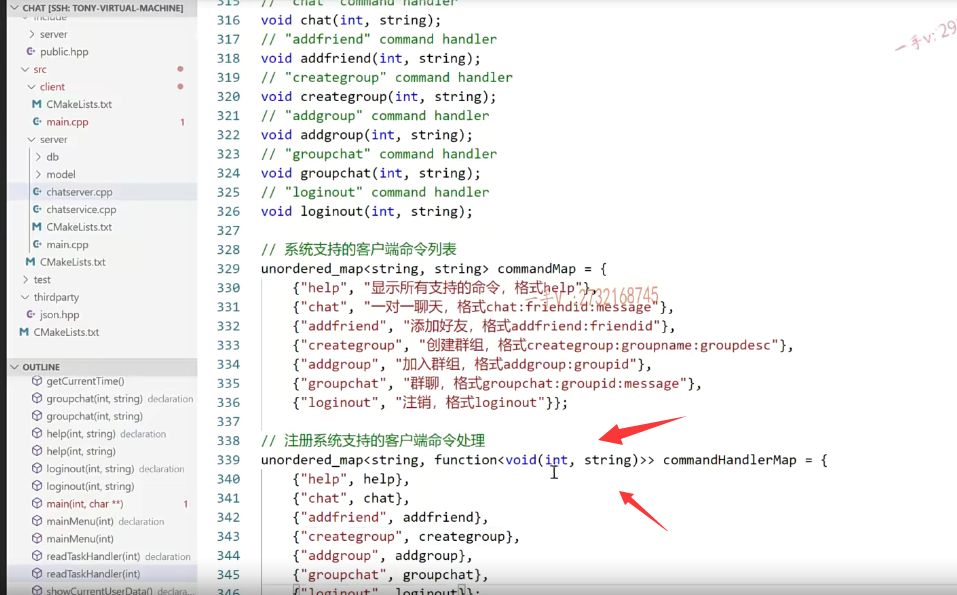 CHAT [SSH: TONY-VIRTUAL-MACHINE]
include
server
public.hpp
src
client
CMakeLists.txt
main.cpp 1
server
db
model
chatserver.cpp
chatservice.cpp
CMakeLists.txt
main.cpp
CMakeLists.txt
test
thirdparty
json.hpp
CMakeLists.txt
OUTLINE
getCurrentTime()
groupchat(int, string) declaration
groupchat(int, string)
help(int, string) declaration
help(int, string)
loginout(int, string) declaration
loginout(int, string)
main(int, char **) 1
mainMenu(int) declaration
mainMenu(int)
readTaskHandler(int) declaration
readTaskHandler(int)
showCurrentUserData() declara...
315 // "chat" command handler
316 void chat(int, string);
317 // "addfriend" command handler
318 void addfriend(int, string);
319 // "creategroup" command handler
320 void creategroup(int, string);
321 // "addgroup" command handler
322 void addgroup(int, string);
323 // "groupchat" command handler
324 void groupchat(int, string);
325 // "loginout" command handler
326 void loginout(int, string);
327
328 // 系统支持的客户端命令列表
329 unordered_map<string, string> commandMap = {
330 {"help", "显示所有支持的命令，格式help"},
331 {"chat", "一对一聊天，格式chat:friendid:message"},
332 {"addfriend", "添加好友，格式addfriend:friendid"},
333 {"creategroup", "创建群组，格式creategroup:groupname:groupdesc"},
334 {"addgroup", "加入群组，格式addgroup:groupid"},
335 {"groupchat", "群聊，格式groupchat:groupid:message"},
336 {"loginout", "注销，格式loginout"}};
337
338 // 注册系统支持的客户端命令处理
339 unordered_map<string, function<void(int, string)>> commandHandlerMap = {
340 {"help", help},
341 {"chat", chat},
342 {"addfriend", addfriend},
343 {"creategroup", creategroup},
344 {"addgroup", addgroup},
345 {"groupchat", groupchat},
346 {"loginout", loginout}};
一手V：2732168745
一手v: 29